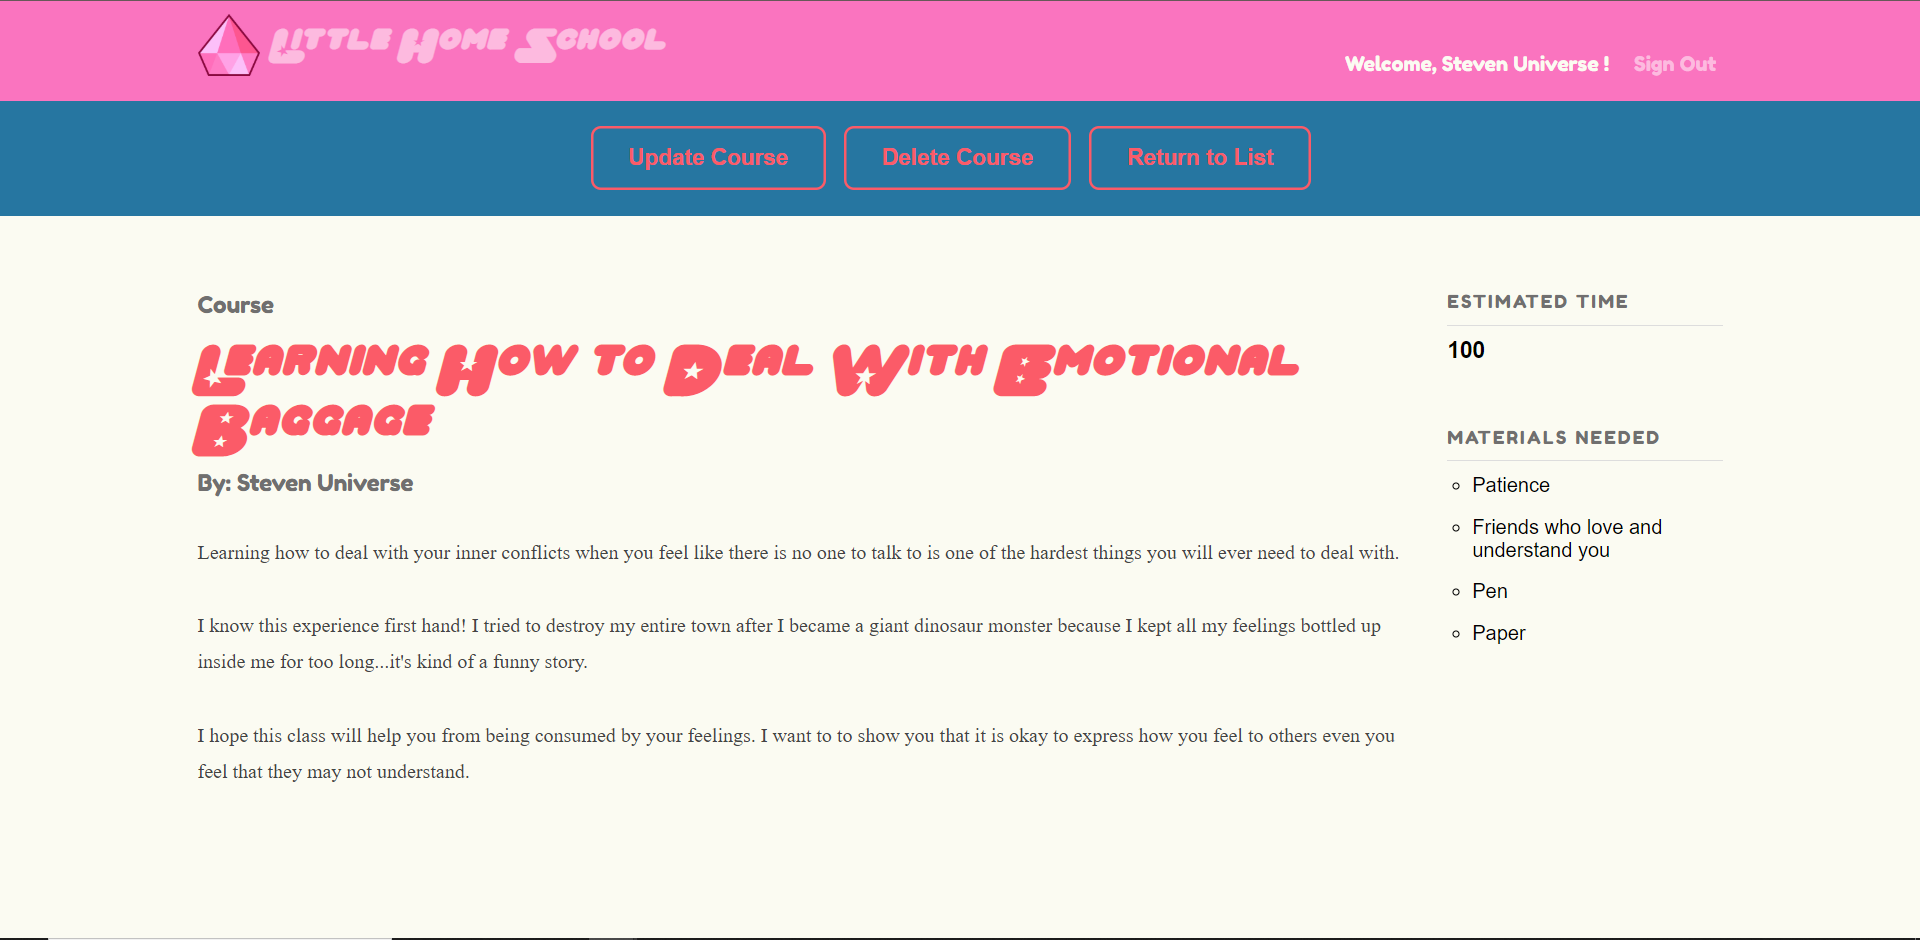 Little Home School
Welcome, Steven Universe ! Sign Out
Update Course Delete Course Return to List
Course
Learning How to Deal With Emotional
Baggage
By: Steven Universe
Learning how to deal with your inner conflicts when you feel like there is no one to talk to is one of the hardest things you will ever need to deal with.
I know this experience first hand! I tried to destroy my entire town after I became a giant dinosaur monster because I kept all my feelings bottled up
inside me for too long...it's kind of a funny story.
I hope this class will help you from being consumed by your feelings. I want to to show you that it is okay to express how you feel to others even you
feel that they may not understand.
ESTIMATED TIME
100
MATERIALS NEEDED
Patience
Friends who love and
understand you
Pen
Paper